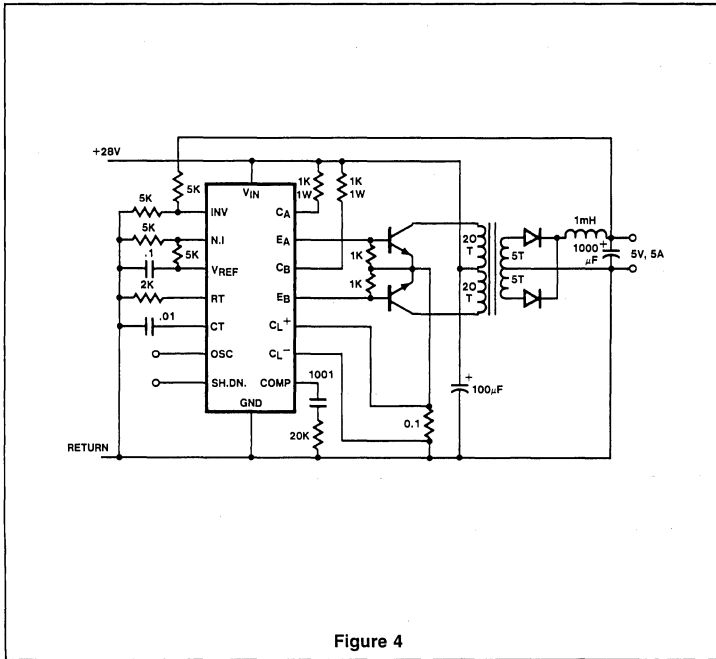 +28V
5K
5K
5K
5K
.1
2K
.01
VIN
INV
N.I
VREF
RT
CT
OSC
SH.DN.
GND
CA
EA
CB
EB
CL+
CL−
COMP
1K
1W
1K
1W
1K
1K
1001
20K
0.1
+
100μF
20
T
20
T
5T
5T
1mH
1000
μF
+
5V, 5A
RETURN
Figure 4